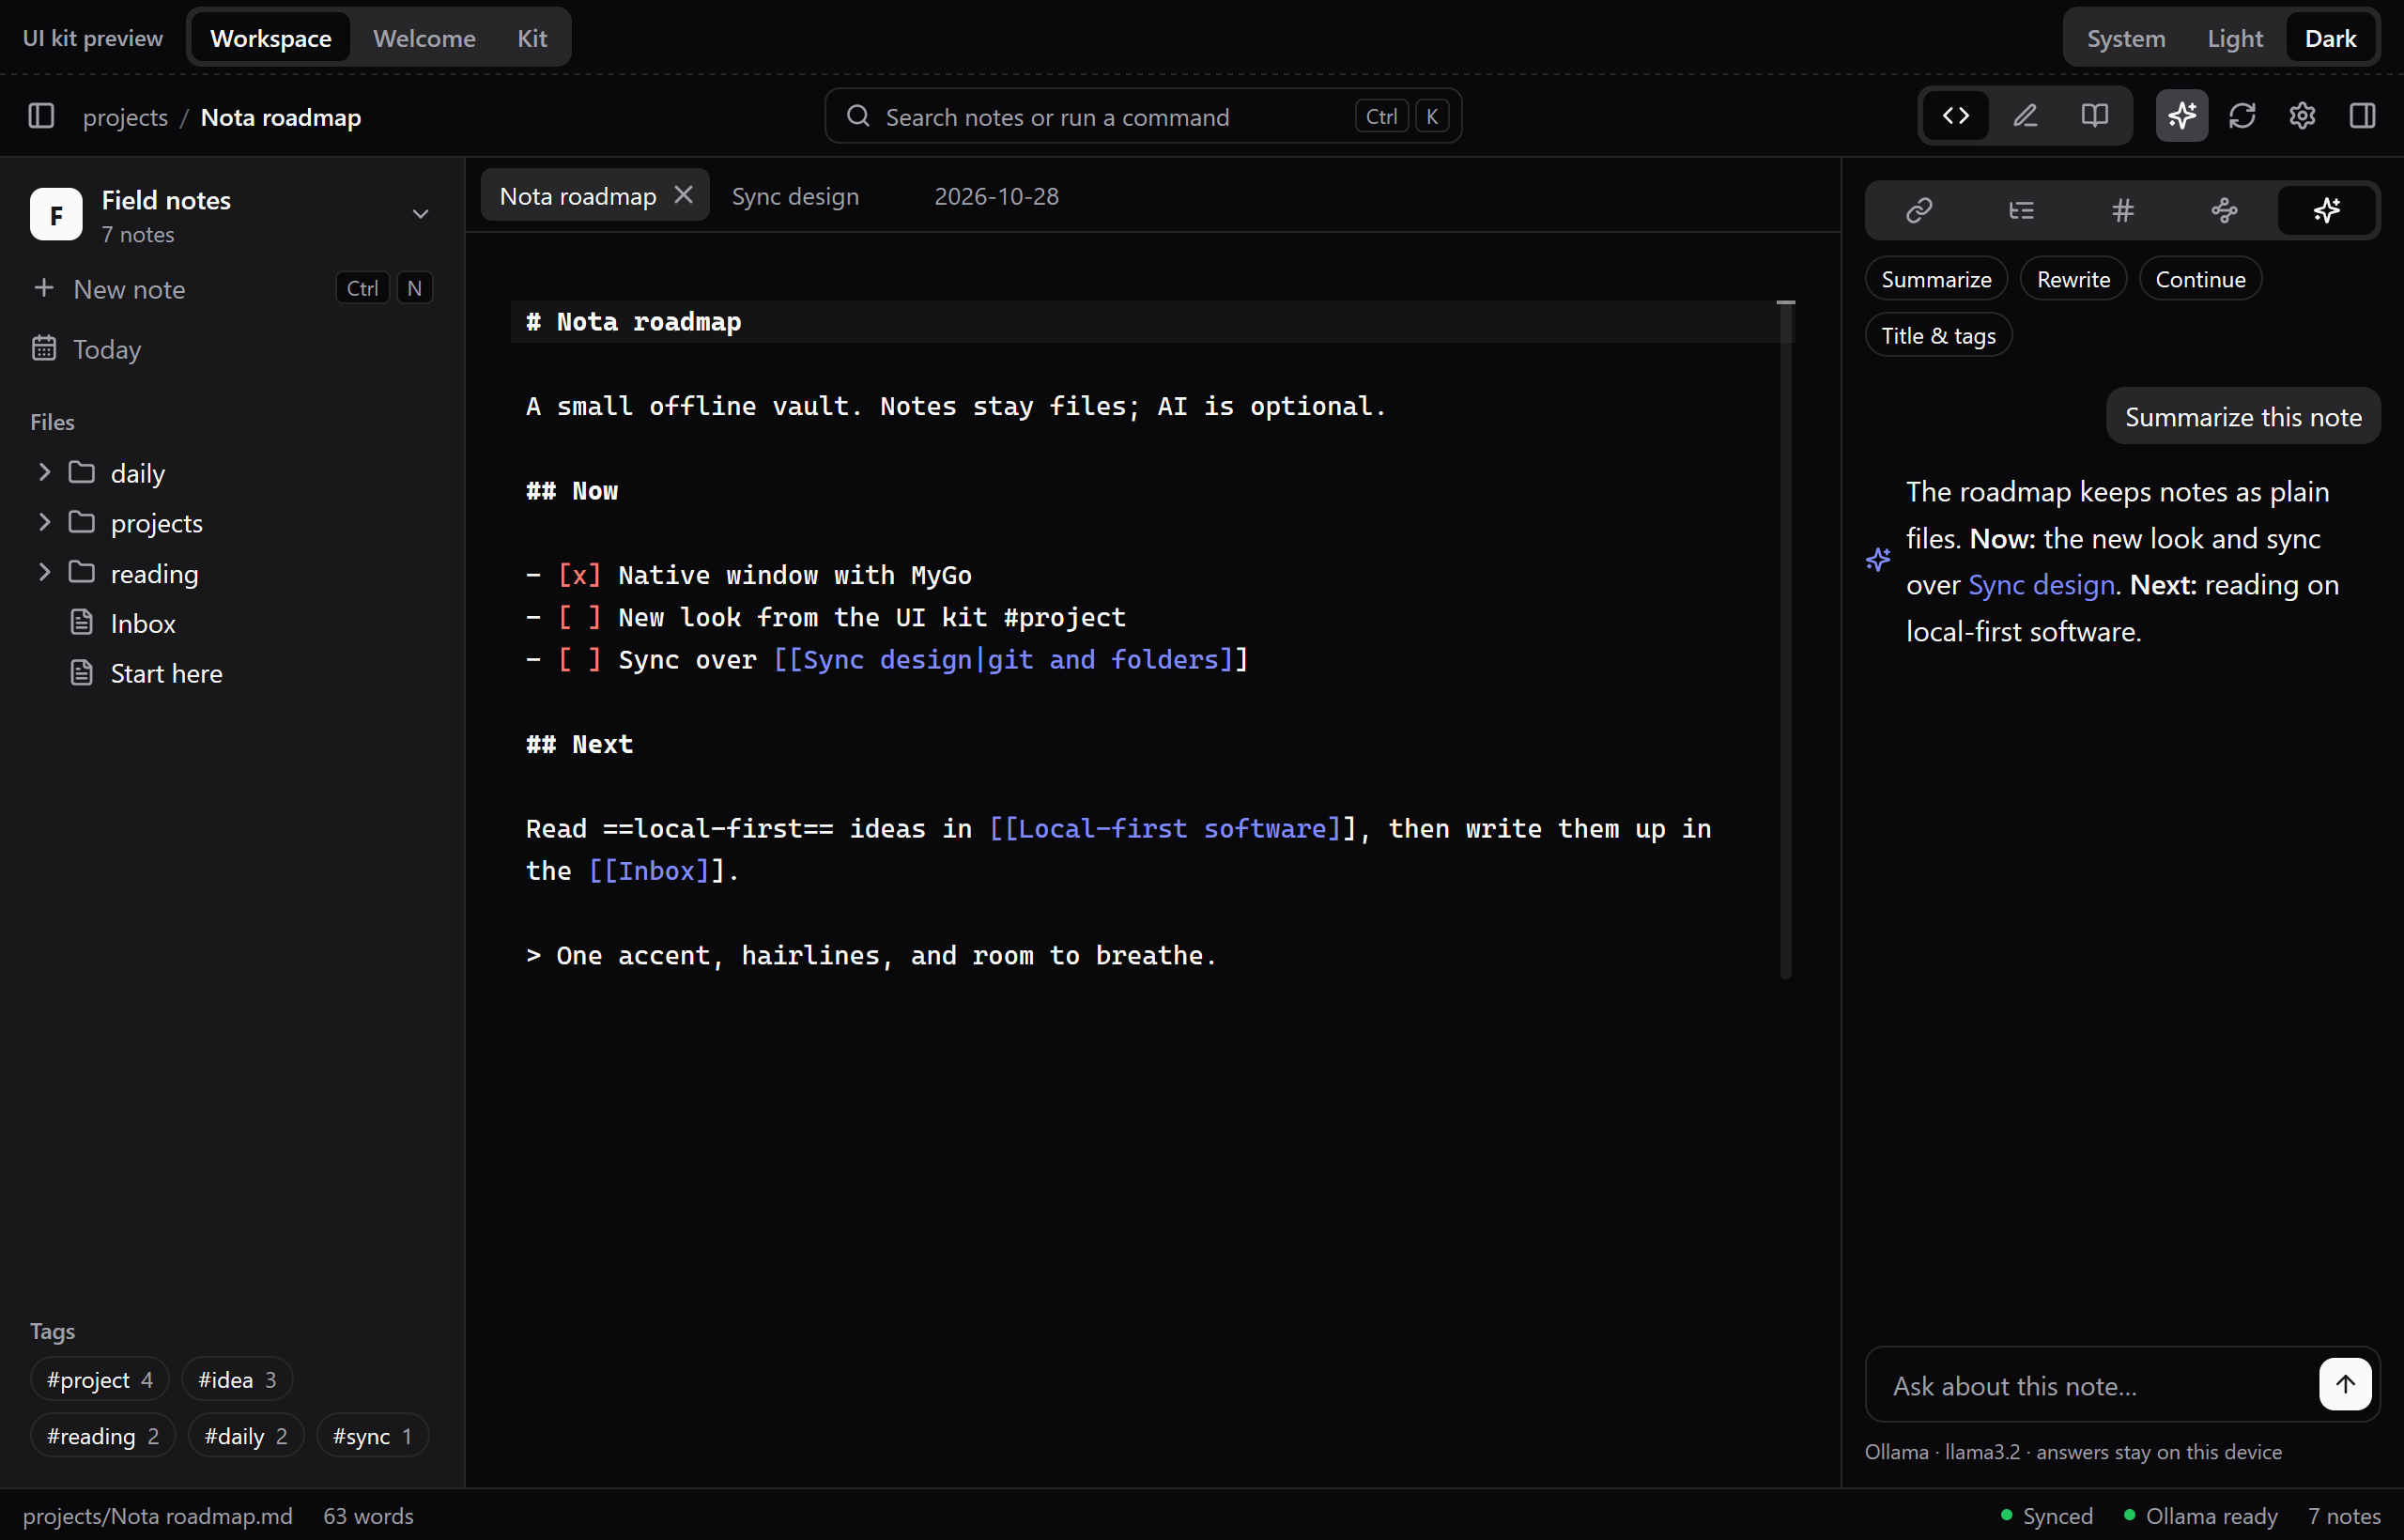 UI kit preview Workspace Welcome Kit System Light Dark
projects / Nota roadmap Search notes or run a command Ctrl K
Field notes
7 notes
New note Ctrl N
Today
Files
daily
projects
reading
Inbox
Start here
Tags
#project 4 #idea 3
#reading 2 #daily 2 #sync 1
Nota roadmap Sync design 2026-10-28
# Nota roadmap
A small offline vault. Notes stay files; AI is optional.
## Now
- [x] Native window with MyGo
- [ ] New look from the UI kit #project
- [ ] Sync over [[Sync design|git and folders]]
## Next
Read ==local-first== ideas in [[Local-first software]], then write them up in
the [[Inbox]].
> One accent, hairlines, and room to breathe.
Summarize Rewrite Continue
Title & tags
Summarize this note
The roadmap keeps notes as plain
files. Now: the new look and sync
over Sync design. Next: reading on
local-first software.
Ask about this note...
Ollama · llama3.2 · answers stay on this device
projects/Nota roadmap.md 63 words Synced Ollama ready 7 notes